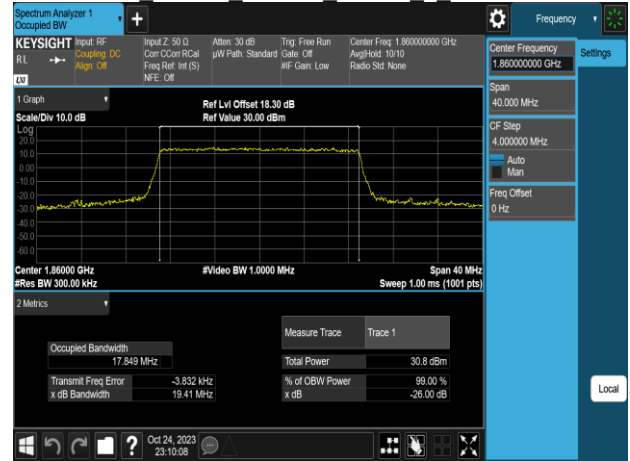 Spectrum Analyzer 1
Occupied BW
+
Frequency
KEYSIGHT
RL
LXI
Input: RF
Coupling: DC
Align: Off
Input Z: 50 Ω
Corr CCorr RCal
Freq Ref: Int (S)
NFE: Off
Atten: 30 dB
µW Path: Standard
Trig: Free Run
Gate: Off
#IF Gain: Low
Center Freq: 1.860000000 GHz
Avg|Hold: 10/10
Radio Std: None
Center Frequency
1.860000000 GHz
Settings
Span
40.000 MHz
CF Step
4.000000 MHz
Auto
Man
Freq Offset
0 Hz
Local
1 Graph
Scale/Div 10.0 dB
Ref Lvl Offset 18.30 dB
Ref Value 30.00 dBm
Log
20.0
10.0
0.00
-10.0
-20.0
-30.0
-40.0
-50.0
-60.0
Center 1.86000 GHz
#Video BW 1.0000 MHz
Span 40 MHz
#Res BW 300.00 kHz
Sweep 1.00 ms (1001 pts)
2 Metrics
Measure Trace Trace 1
Occupied Bandwidth
17.849 MHz
Total Power 30.8 dBm
Transmit Freq Error -3.832 kHz
% of OBW Power 99.00 %
x dB Bandwidth 19.41 MHz
x dB -26.00 dB
?
Oct 24, 2023
23:10:08